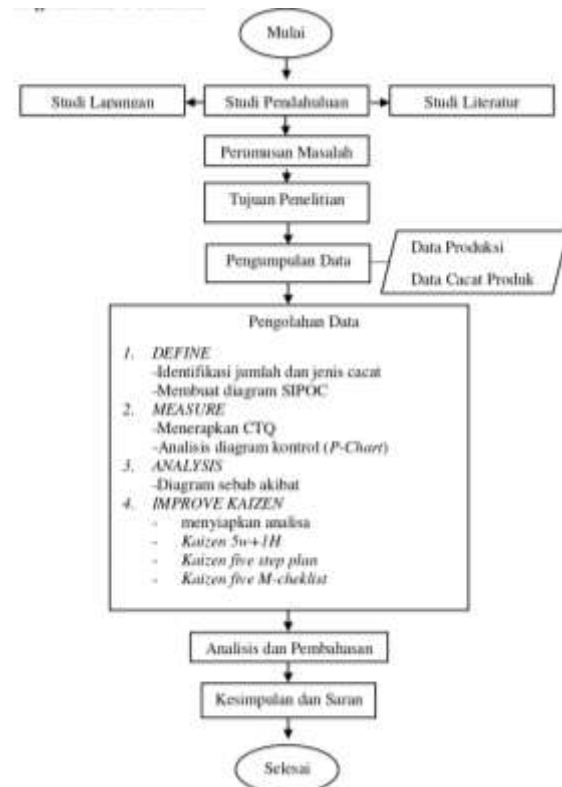 Mulai
Studi Lapangan
Studi Pendahuluan
Studi Literatur
Perumusan Masalah
Tujuan Penelitian
Pengumpulan Data
Data Produksi
Data Cacat Produk
Pengolahan Data
1. DEFINE
-Identifikasi jumlah dan jenis cacat
-Membuat diagram SIPOC
2. MEASURE
-Menerapkan CTQ
-Analisis diagram kontrol (P-Chart)
3. ANALYSIS
-Diagram sebab akibat
4. IMPROVE KAIZEN
- menyiapkan analisa
- Kaizen 5w+1H
- Kaizen five step plan
- Kaizen five M-cheklist
Analisis dan Pembahasan
Kesimpulan dan Saran
Selesai